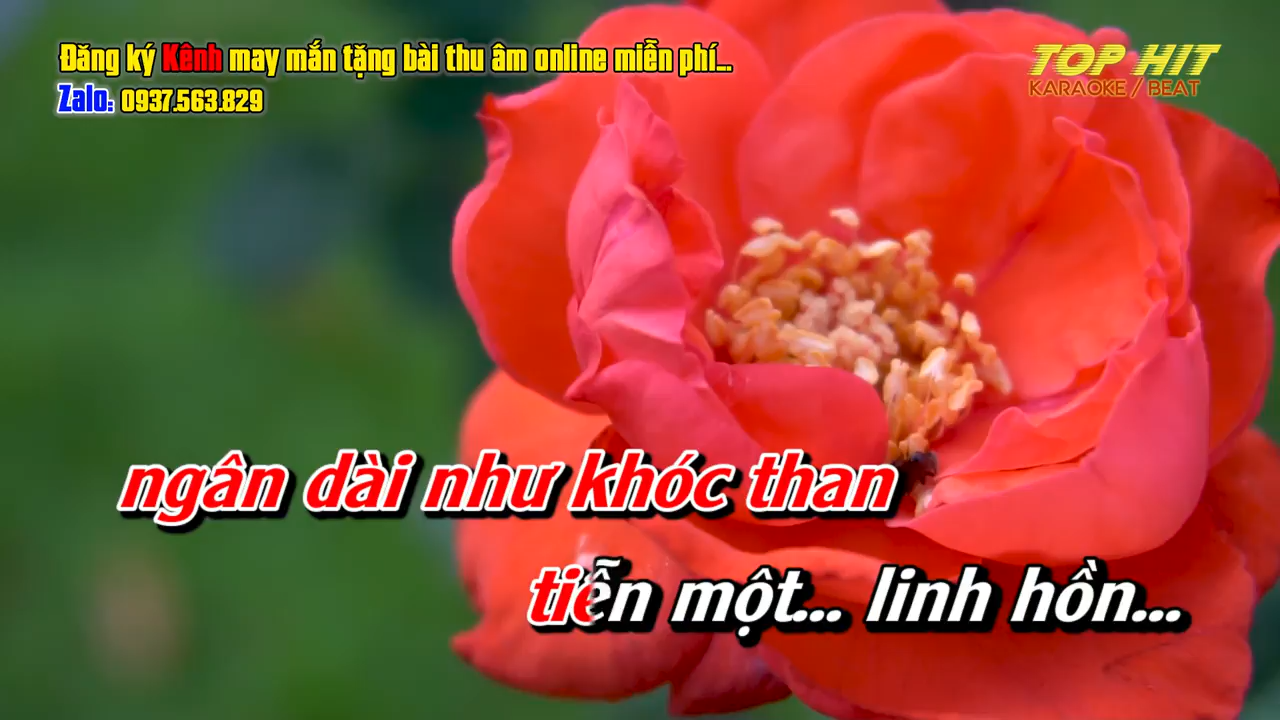 Đăng ký Kênh may mắn tặng bài thu âm online miễn phí...
Zalo: 0937.563.829
TOP HIT
KARAOKE / BEAT
ngân dài như khóc than
tiễn một... linh hồn...